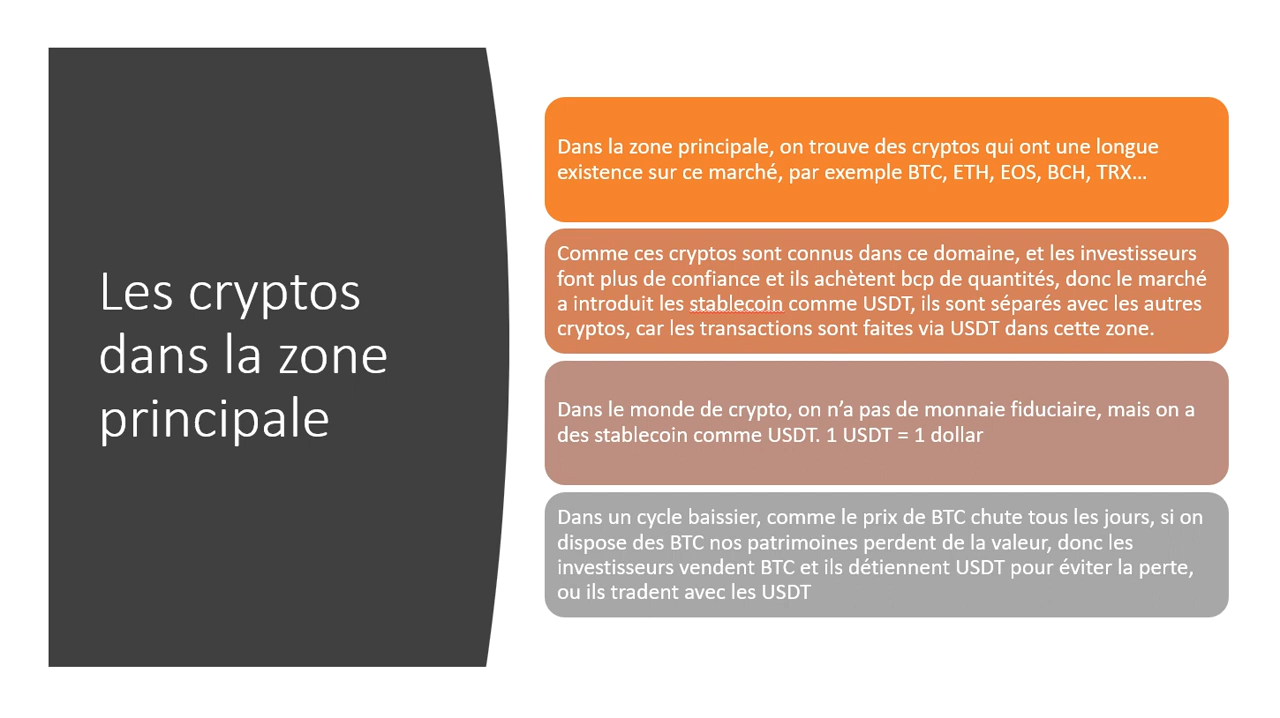 Les cryptos
dans la zone
principale
Dans la zone principale, on trouve des cryptos qui ont une longue
existence sur ce marché, par exemple BTC, ETH, EOS, BCH, TRX…
Comme ces cryptos sont connus dans ce domaine, et les investisseurs
font plus de confiance et ils achètent bcp de quantités, donc le marché
a introduit les stablecoin comme USDT, ils sont séparés avec les autres
cryptos, car les transactions sont faites via USDT dans cette zone.
Dans le monde de crypto, on n’a pas de monnaie fiduciaire, mais on a
des stablecoin comme USDT. 1 USDT = 1 dollar
Dans un cycle baissier, comme le prix de BTC chute tous les jours, si on
dispose des BTC nos patrimoines perdent de la valeur, donc les
investisseurs vendent BTC et ils détiennent USDT pour éviter la perte,
ou ils tradent avec les USDT